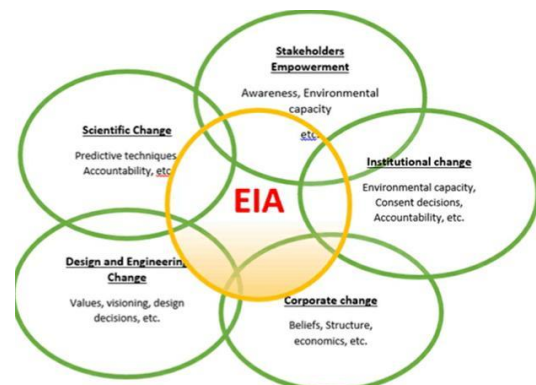 Stakeholders
Empowerment
Awareness, Environmental
capacity
etc.
Scientific Change
Predictive techniques
Accountability, etc
Institutional change
Environmental capacity,
Consent decisions,
Accountability, etc.
EIA
Design and Engineering
Change
Values, visioning, design
decisions, etc.
Corporate change
Beliefs, Structure,
economics, etc.